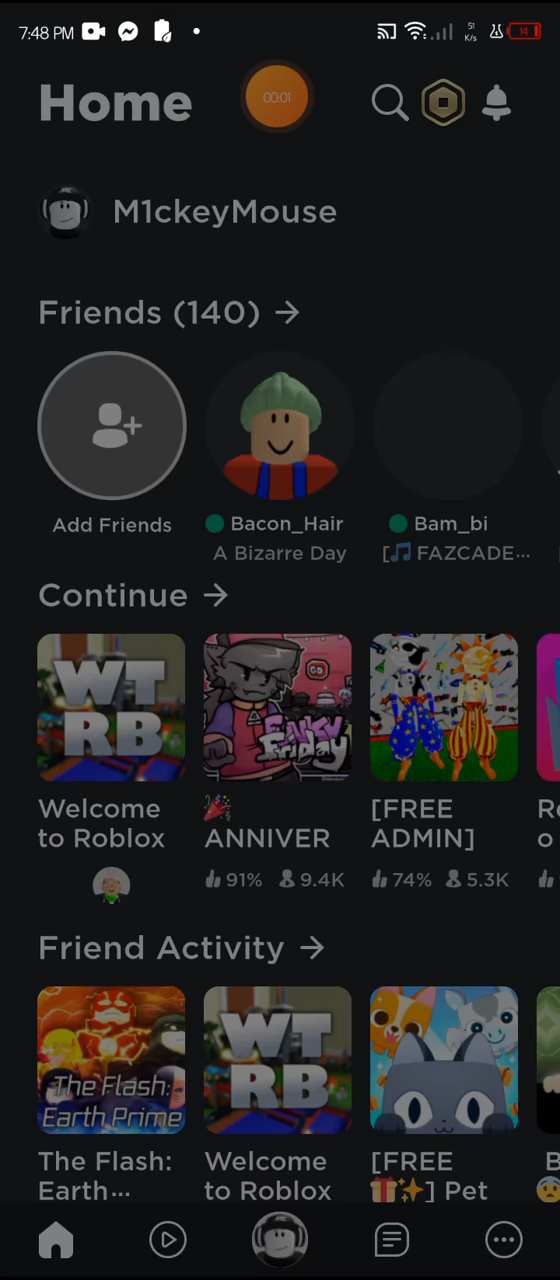 7:48 PM
51
K/s
14
Home
00:01
M1ckeyMouse
Friends (140) →
Add Friends
Bacon_Hair
Bam_bi
A Bizarre Day
[🎵 FAZCADE...
Continue →
WT
RB
Funky
Friday
Welcome
to Roblox
🎉
ANNIVER
[FREE
ADMIN]
91%
9.4K
74%
5.3K
Friend Activity →
The Flash:
Earth Prime
WT
RB
The Flash:
Earth...
Welcome
to Roblox
[FREE
🎁✨] Pet